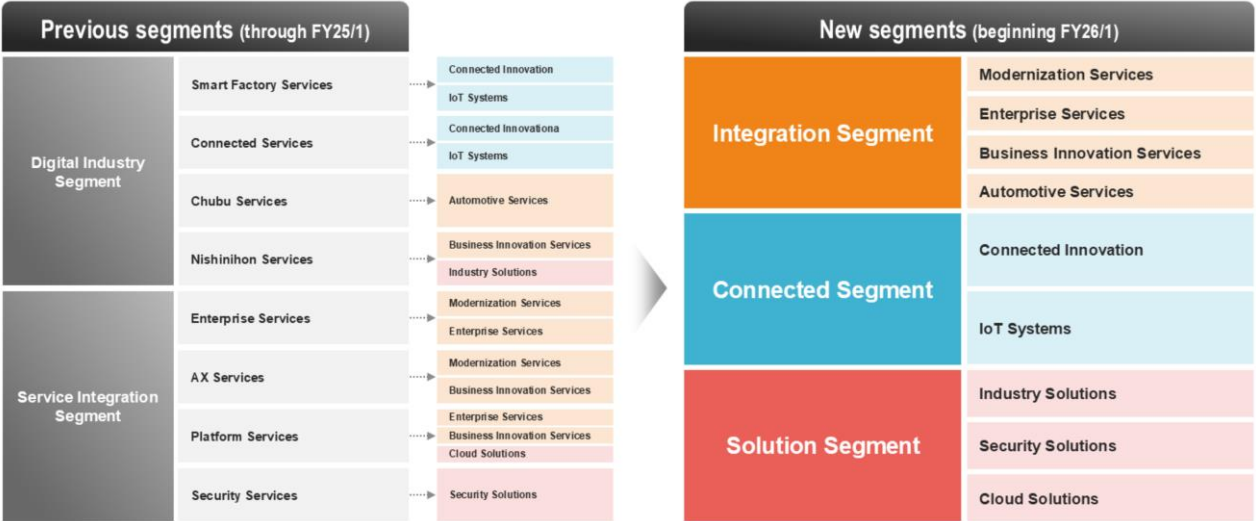 Previous segments (through FY25/1)
Digital Industry
Segment
Smart Factory Services
Connected Innovation
IoT Systems
Connected Services
Connected Innovationa
IoT Systems
Chubu Services
Automotive Services
Nishinihon Services
Business Innovation Services
Industry Solutions
Service Integration
Segment
Enterprise Services
Modernization Services
Enterprise Services
AX Services
Modernization Services
Business Innovation Services
Platform Services
Enterprise Services
Business Innovation Services
Cloud Solutions
Security Services
Security Solutions
New segments (beginning FY26/1)
Integration Segment
Modernization Services
Enterprise Services
Business Innovation Services
Automotive Services
Connected Segment
Connected Innovation
IoT Systems
Solution Segment
Industry Solutions
Security Solutions
Cloud Solutions